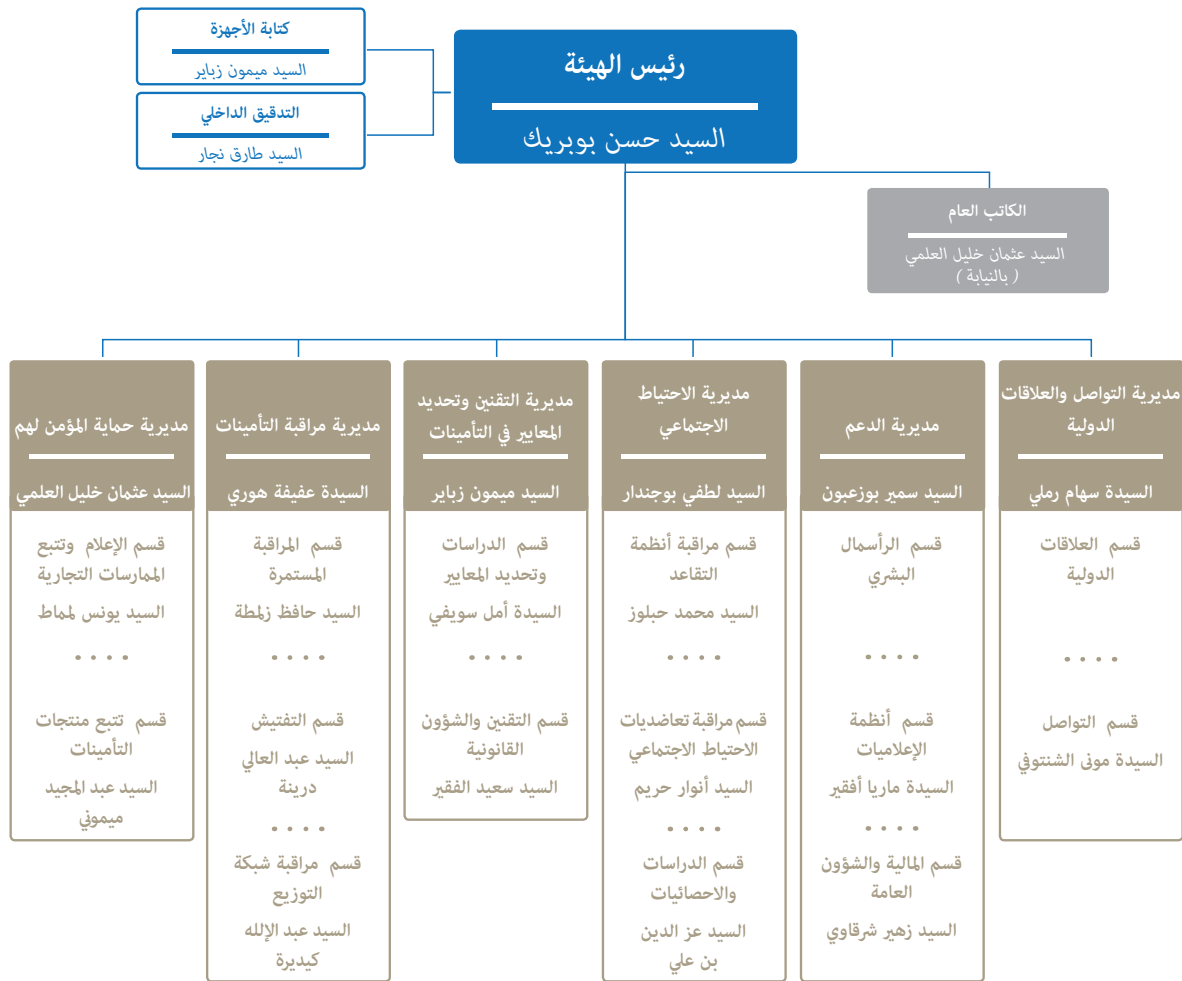 رئيس الهيئة
السيد حسن بوبريك
كتابة الأجهزة
السيد ميمون زباير
التدقيق الداخلي
السيد طارق نجار
الكاتب العام
السيد عثمان خليل العلمي
( بالنيابة )
مديرية التواصل والعلاقات
الدولية
السيدة سهام رملي
قسم العلاقات
الدولية
....
قسم التواصل
السيدة مونى الشنتوفي
مديرية الدعم
السيد سمير بوزعبون
قسم الرأسمال
البشري
....
قسم أنظمة
الإعلاميات
السيدة ماريا أفقير
....
قسم المالية والشؤون
العامة
السيد زهير شرقاوي
مديرية الاحتياط
الاجتماعي
السيد لطفي بوجندار
قسم مراقبة أنظمة
التقاعد
السيد محمد حبلوز
....
قسم مراقبة تعاضديات
الاحتياط الاجتماعي
السيد أنوار حريم
....
قسم الدراسات
والاحصائيات
السيد عز الدين
بن علي
مديرية التقنين وتحديد
المعايير في التأمينات
السيد ميمون زباير
قسم الدراسات
وتحديد المعايير
السيدة أمل سويفي
....
قسم التقنين والشؤون
القانونية
السيد سعيد الفقير
مديرية مراقبة التأمينات
السيدة عفيفة هوري
قسم المراقبة
المستمرة
السيد حافظ زلمطة
....
قسم التفتيش
السيد عبد العالي
درينة
....
قسم مراقبة شبكة
التوزيع
السيد عبد الإلله
كيديرة
مديرية حماية المؤمن لهم
السيد عثمان خليل العلمي
قسم الإعلام وتتبع
الممارسات التجارية
السيد يونس لمماط
....
قسم تتبع منتجات
التأمينات
السيد عبد المجيد
ميموني